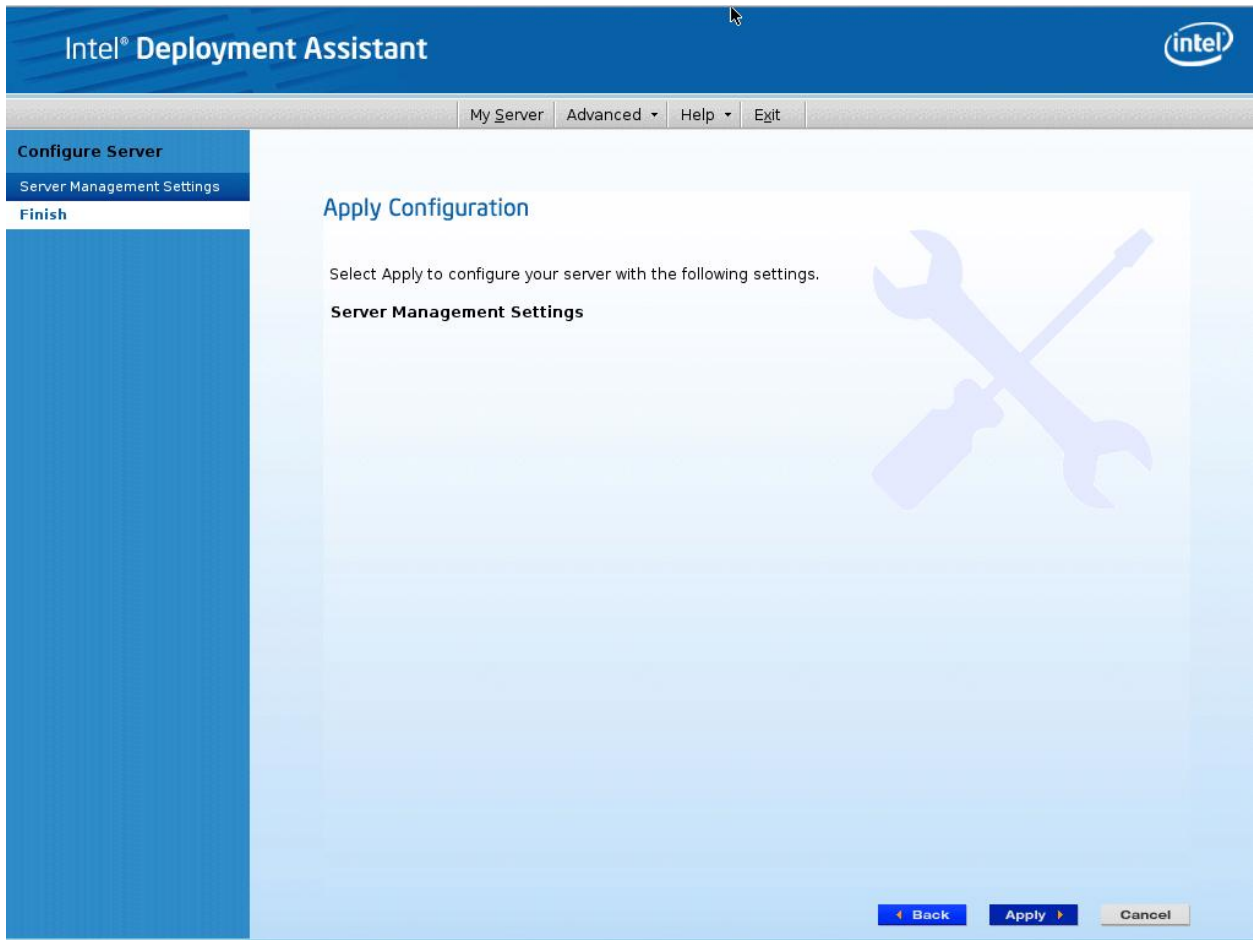 Intel® Deployment Assistant
intel
My Server Advanced Help Exit
Configure Server
Server Management Settings
Finish
Apply Configuration
Select Apply to configure your server with the following settings.
Server Management Settings
Back Apply Cancel